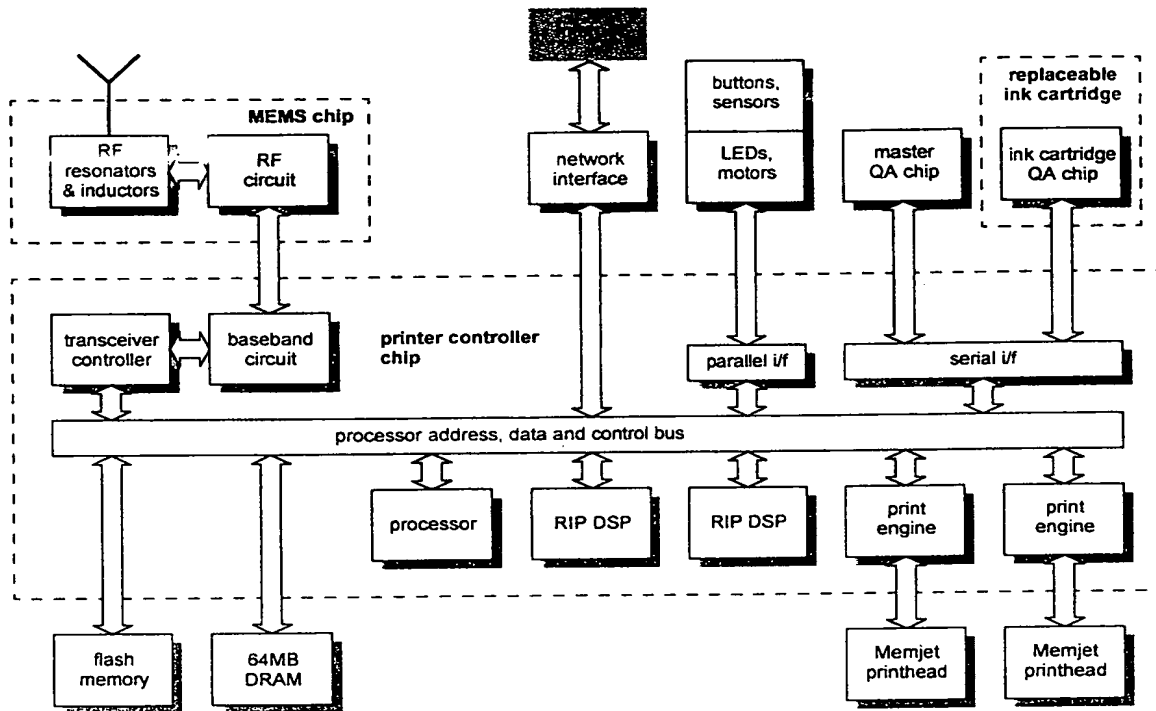 MEMS chip
RF
resonators
& inductors
RF
circuit
network
interface
buttons,
sensors
LEDs,
motors
master
QA chip
replaceable
ink cartridge
ink cartridge
QA chip
transceiver
controller
baseband
circuit
printer controller
chip
parallel i/f
serial i/f
processor address, data and control bus
processor
RIP DSP
RIP DSP
print
engine
print
engine
flash
memory
64MB
DRAM
Memjet
printhead
Memjet
printhead